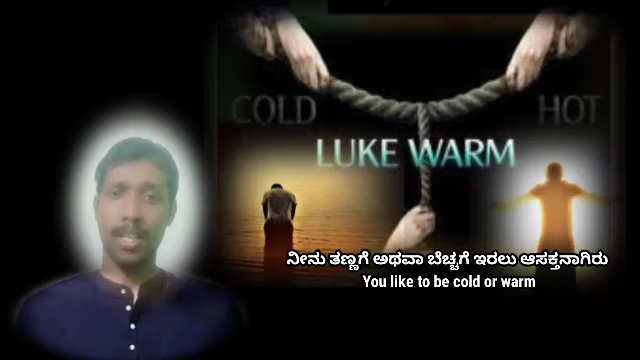 COLD
HOT
LUKE WARM
ನೀನು ತಣ್ಣಗೆ ಅಥವಾ ಬೆಚ್ಚಗೆ ಇರಲು ಆಸಕ್ತನಾಗಿರು
You like to be cold or warm